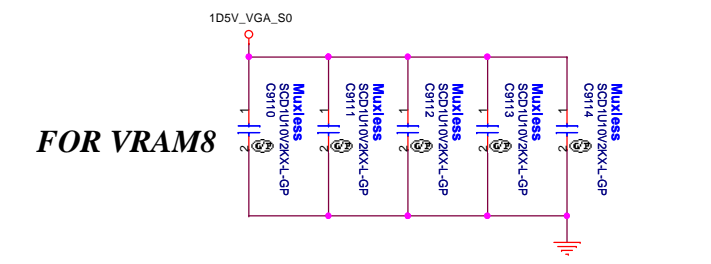 1D5V_VGA_S0
FOR VRAM8
1
2
C9110
SCD1U10V2KX-L-GP
Muxless
1
2
C9111
SCD1U10V2KX-L-GP
Muxless
1
2
C9112
SCD1U10V2KX-L-GP
Muxless
1
2
C9113
SCD1U10V2KX-L-GP
Muxless
1
2
C9114
SCD1U10V2KX-L-GP
Muxless